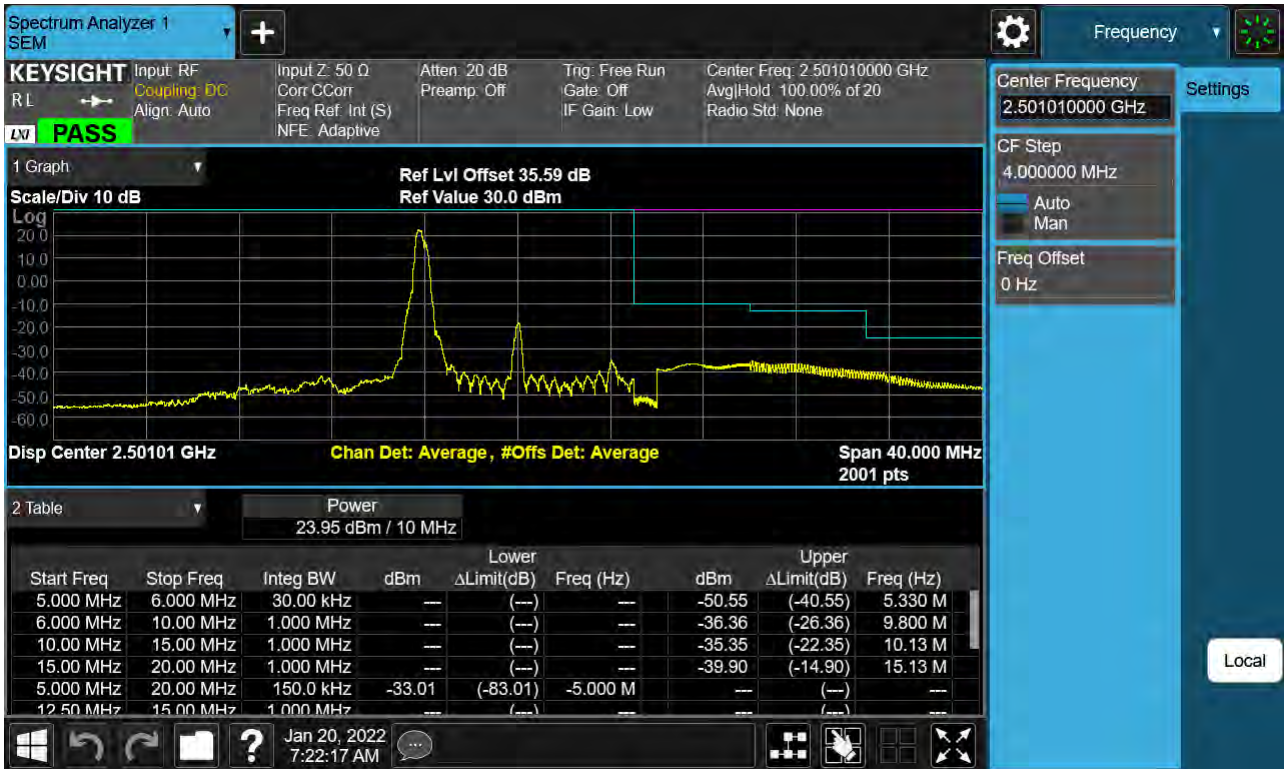 Spectrum Analyzer 1
SEM
Frequency
KEYSIGHT
RL
LXI PASS
Input: RF
Coupling: DC
Align: Auto
Input Z: 50 Ω
Corr CCorr
Freq Ref: Int (S)
NFE: Adaptive
Atten: 20 dB
Preamp: Off
Trig: Free Run
Gate: Off
IF Gain: Low
Center Freq: 2.501010000 GHz
Avg|Hold: 100.00% of 20
Radio Std: None
Center Frequency
2.501010000 GHz
Settings
CF Step
4.000000 MHz
Auto
Man
Freq Offset
0 Hz
Local
1 Graph
Scale/Div 10 dB
Ref Lvl Offset 35.59 dB
Ref Value 30.0 dBm
Log
20.0
10.0
0.00
-10.0
-20.0
-30.0
-40.0
-50.0
-60.0
Disp Center 2.50101 GHz
Chan Det: Average, #Offs Det: Average
Span 40.000 MHz
2001 pts
2 Table
Power
23.95 dBm / 10 MHz
Lower Upper
Start Freq Stop Freq Integ BW dBm ΔLimit(dB) Freq (Hz) dBm ΔLimit(dB) Freq (Hz)
5.000 MHz 6.000 MHz 30.00 kHz --- (---) --- -50.55 (-40.55) 5.330 M
6.000 MHz 10.00 MHz 1.000 MHz --- (---) --- -36.36 (-26.36) 9.800 M
10.00 MHz 15.00 MHz 1.000 MHz --- (---) --- -35.35 (-22.35) 10.13 M
15.00 MHz 20.00 MHz 1.000 MHz --- (---) --- -39.90 (-14.90) 15.13 M
5.000 MHz 20.00 MHz 150.0 kHz -33.01 (-83.01) -5.000 M --- (---) ---
12.50 MHz 15.00 MHz 1.000 MHz --- (---) --- --- (---) ---
Jan 20, 2022
7:22:17 AM